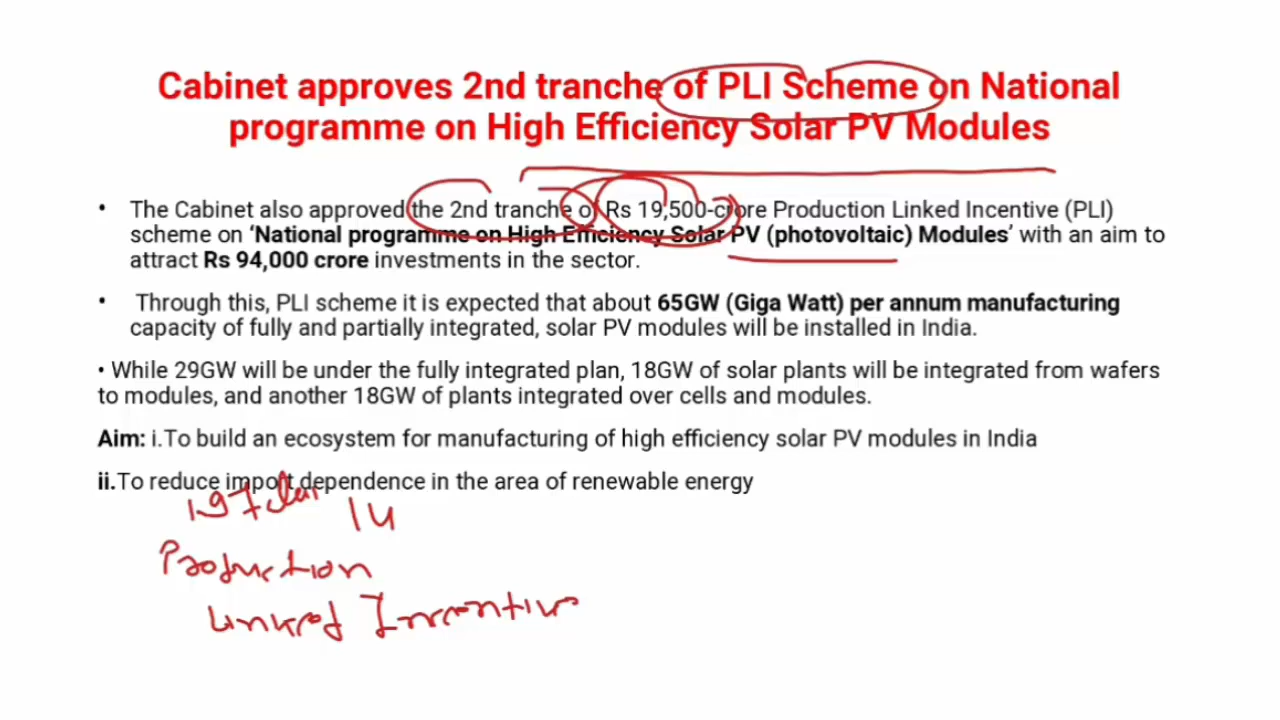 Cabinet approves 2nd tranche of PLI Scheme on National
programme on High Efficiency Solar PV Modules
• The Cabinet also approved the 2nd tranche of Rs 19,500-crore Production Linked Incentive (PLI)
scheme on ‘National programme on High Efficiency Solar PV (photovoltaic) Modules’ with an aim to
attract Rs 94,000 crore investments in the sector.
• Through this, PLI scheme it is expected that about 65GW (Giga Watt) per annum manufacturing
capacity of fully and partially integrated, solar PV modules will be installed in India.
• While 29GW will be under the fully integrated plan, 18GW of solar plants will be integrated from wafers
to modules, and another 18GW of plants integrated over cells and modules.
Aim: i.To build an ecosystem for manufacturing of high efficiency solar PV modules in India
ii.To reduce import dependence in the area of renewable energy
14
Production
Linked Incentive